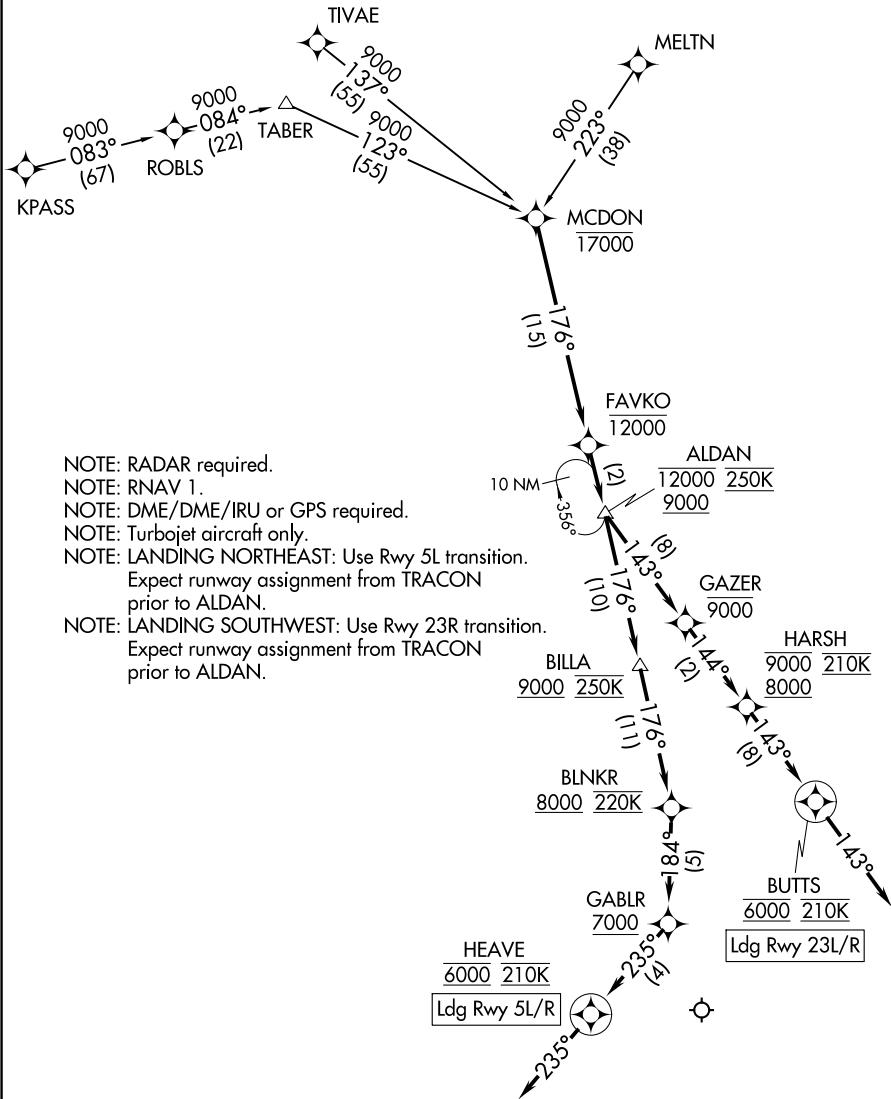 TIVAE
MELTN
9000
137°
(55)
9000
223°
(38)
9000
084°
(22)
TABER
9000
123°
(55)
9000
083°
(67)
ROBLS
KPASS
MCDON
17000
176°
(15)
FAVKO
12000
(2)
ALDAN
12000 250K
9000
10 NM
356°
NOTE: RADAR required.
NOTE: RNAV 1.
NOTE: DME/DME/IRU or GPS required.
NOTE: Turbojet aircraft only.
NOTE: LANDING NORTHEAST: Use Rwy 5L transition.
Expect runway assignment from TRACON
prior to ALDAN.
NOTE: LANDING SOUTHWEST: Use Rwy 23R transition.
Expect runway assignment from TRACON
prior to ALDAN.
143°
(8)
176°
(10)
GAZER
9000
144°
(2)
HARSH
9000 210K
8000
BILLA
9000 250K
176°
(11)
143°
(8)
BLNKR
8000 220K
184°
(5)
143°
BUTTS
6000 210K
Ldg Rwy 23L/R
GABLR
7000
235°
(4)
HEAVE
6000 210K
Ldg Rwy 5L/R
235°